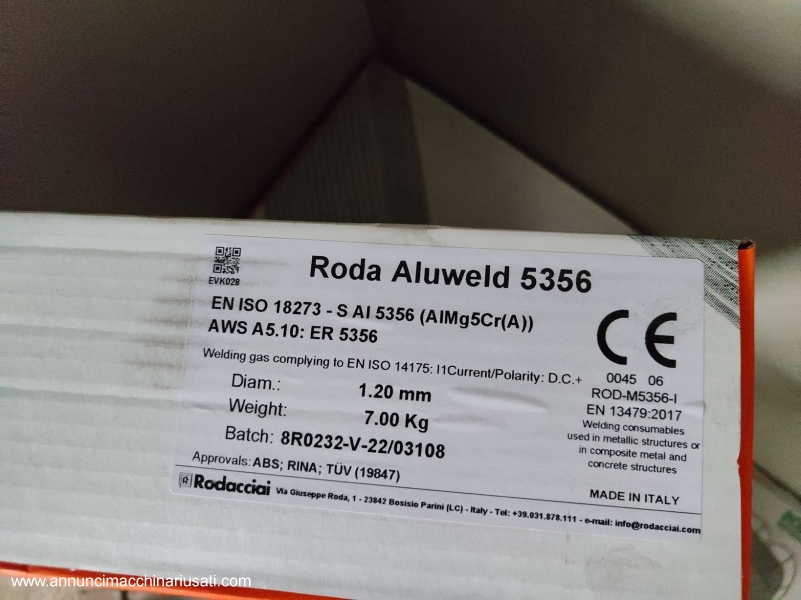 EVK028
Roda Aluweld 5356
EN ISO 18273 - S Al 5356 (AlMg5Cr(A))
AWS A5.10: ER 5356
Welding gas complying to EN ISO 14175: I1Current/Polarity: D.C.+
Diam.: 1.20 mm
Weight: 7.00 Kg
Batch: 8R0232-V-22/03108
Approvals: ABS; RINA; TÜV (19847)
CE
0045 06
ROD-M5356-I
EN 13479:2017
Welding consumables
used in metallic structures or
in composite metal and
concrete structures
MADE IN ITALY
Rodacciai Via Giuseppe Roda, 1 - 23842 Bosisio Parini (LC) - Italy - Tel: +39.031.878.111 - e-mail: info@rodacciai.com
www.annuncimacchinariusati.com